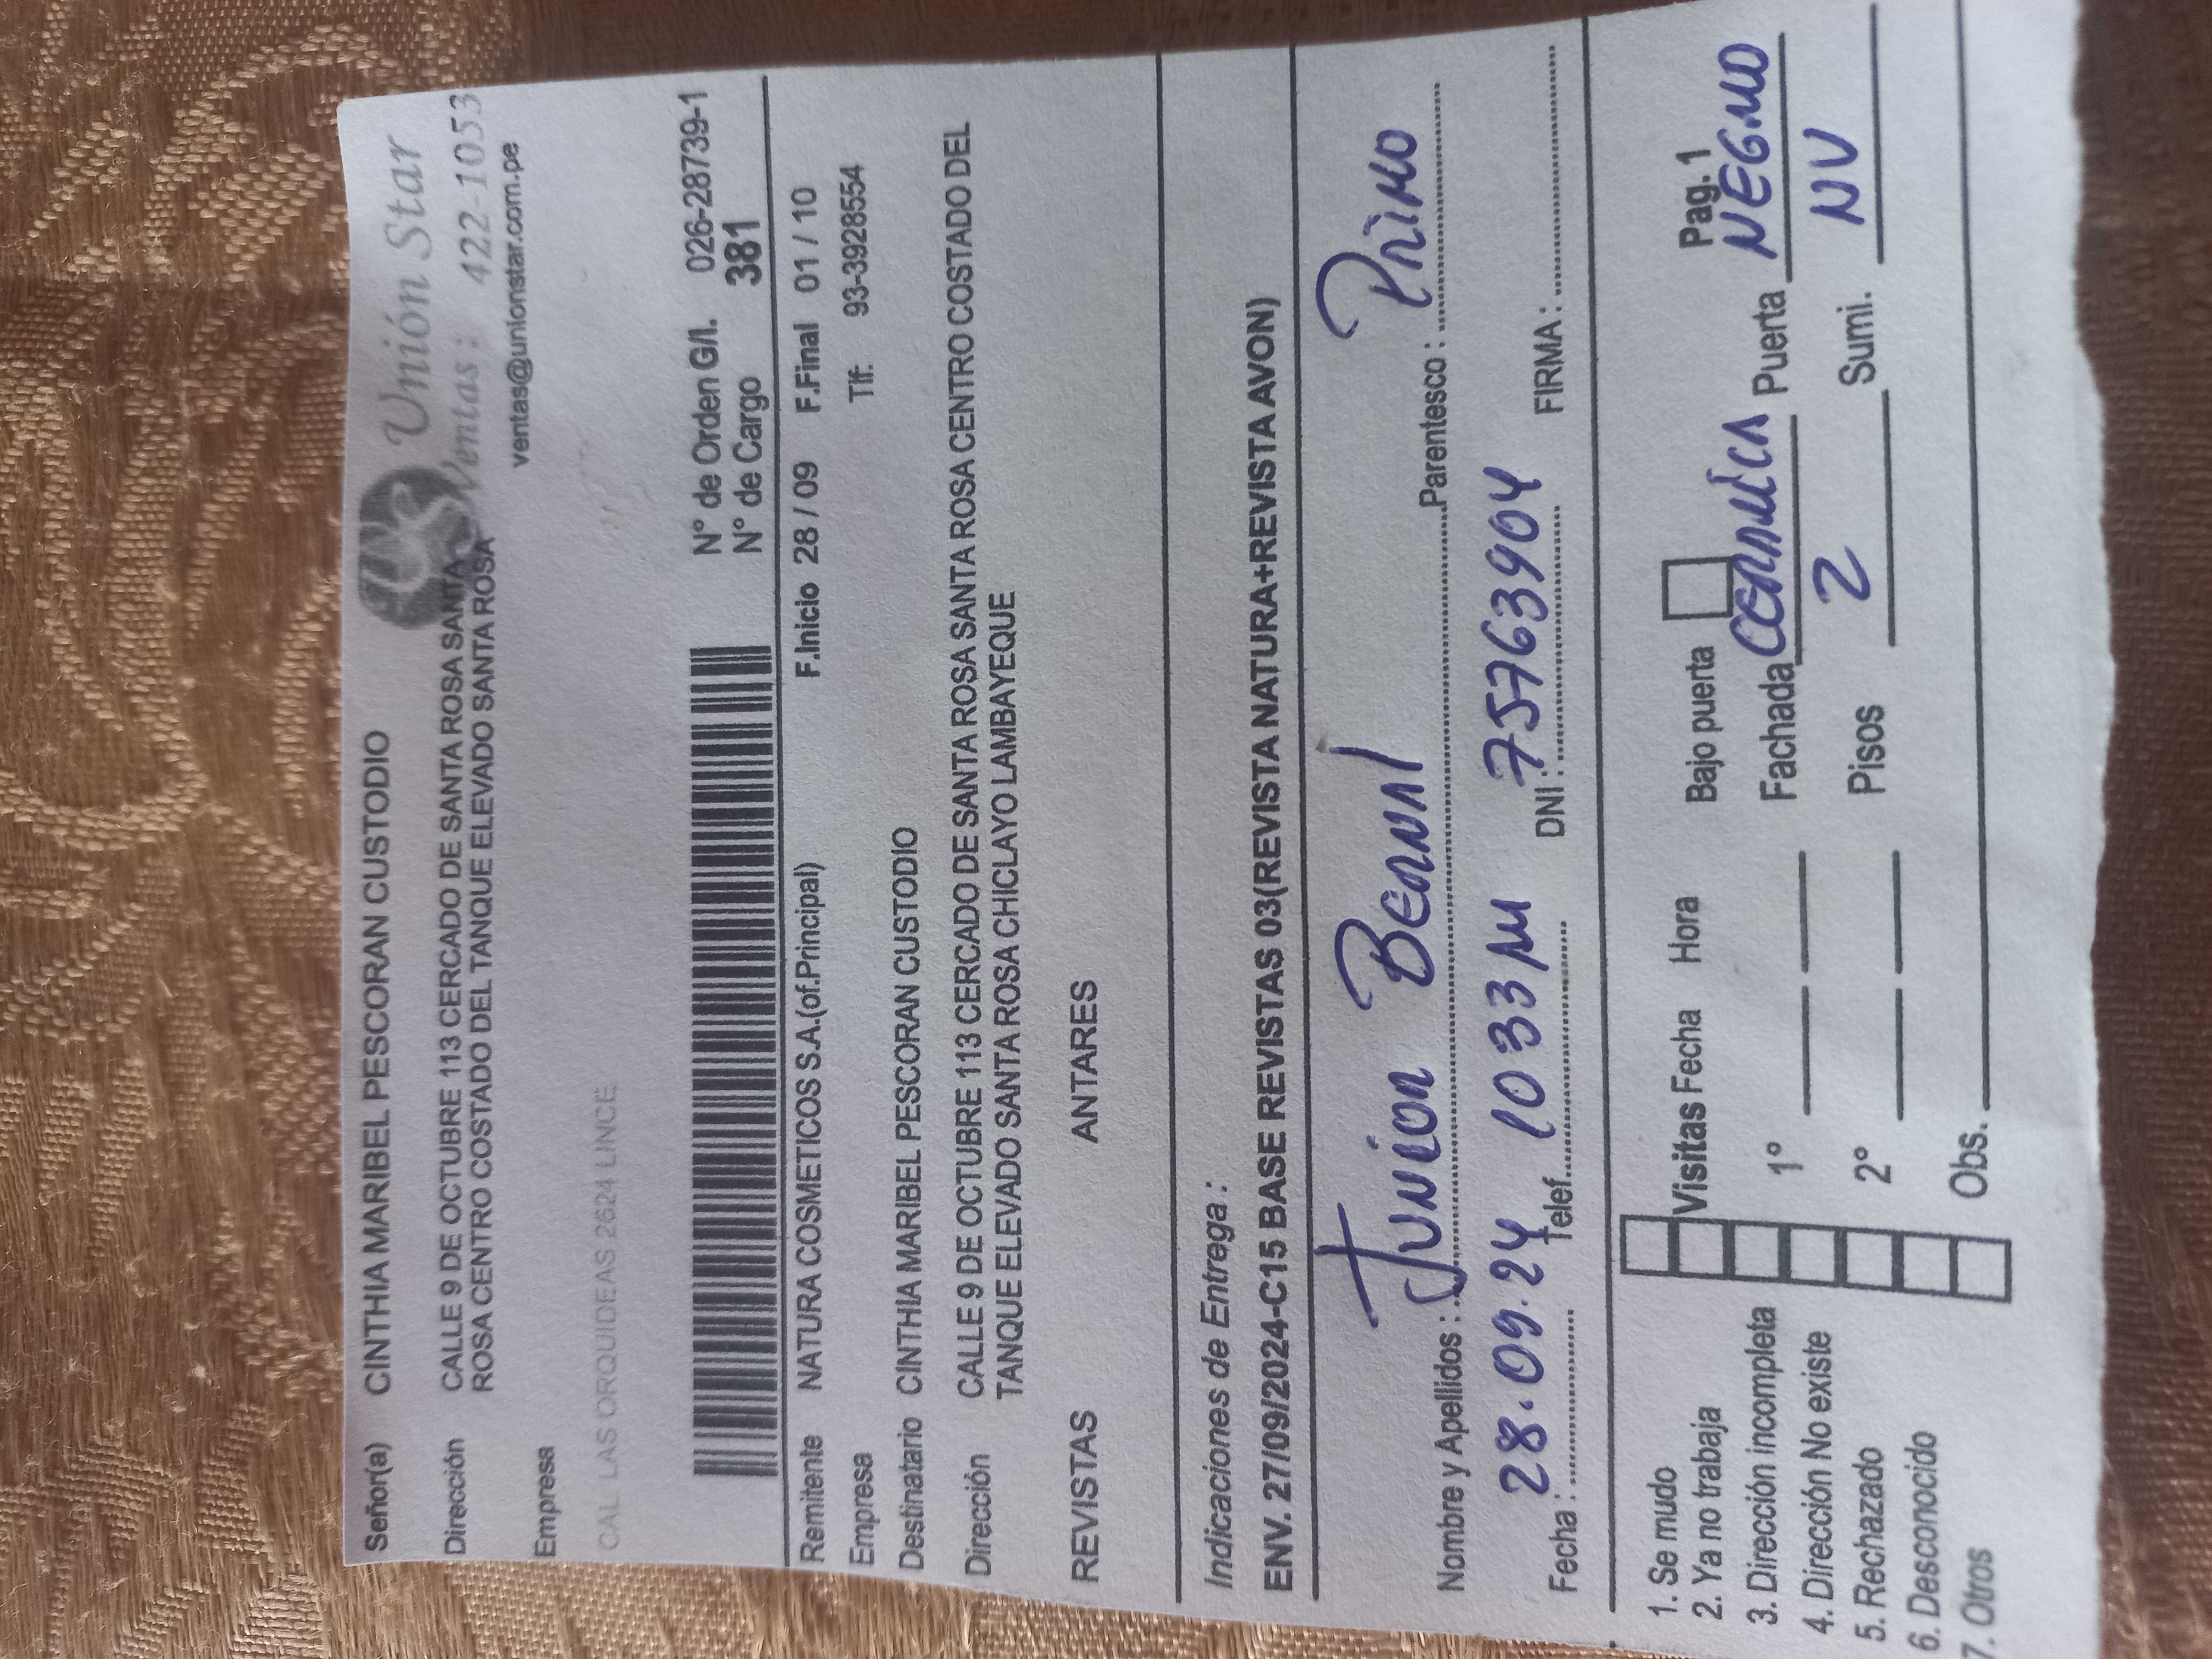 Unión Star
Ventas : 422-1053
ventas@unionstar.com.pe
Señor(a) CINTHIA MARIBEL PESCORAN CUSTODIO
Dirección CALLE 9 DE OCTUBRE 113 CERCADO DE SANTA ROSA SANTA
ROSA CENTRO COSTADO DEL TANQUE ELEVADO SANTA ROSA
Empresa
CAL LAS ORQUIDEAS 2624 LINCE
N° de Orden G/I. 026-28739-1
N° de Cargo 381
Remitente NATURA COSMETICOS S.A.(of.Principal) F.Inicio 28 / 09 F.Final 01 / 10
Empresa Tlf: 93-3928554
Destinatario CINTHIA MARIBEL PESCORAN CUSTODIO
Dirección CALLE 9 DE OCTUBRE 113 CERCADO DE SANTA ROSA SANTA ROSA CENTRO COSTADO DEL
TANQUE ELEVADO SANTA ROSA CHICLAYO LAMBAYEQUE
REVISTAS ANTARES
Indicaciones de Entrega :
ENV. 27/09/2024-C15 BASE REVISTAS 03(REVISTA NATURA+REVISTA AVON)
Nombre y Apellidos : Junior Bernal Parentesco : Primo
Fecha : 28.09.24 Telef. 1033 M DNI : 75763904 FIRMA :
Pag. 1
1. Se mudo Visitas Fecha Hora Bajo puerta
2. Ya no trabaja
3. Dirección incompleta 1° Fachada CERAMICA Puerta NEGRO
4. Dirección No existe
5. Rechazado 2° Pisos 2 Sumi. NV
6. Desconocido
7. Otros Obs.